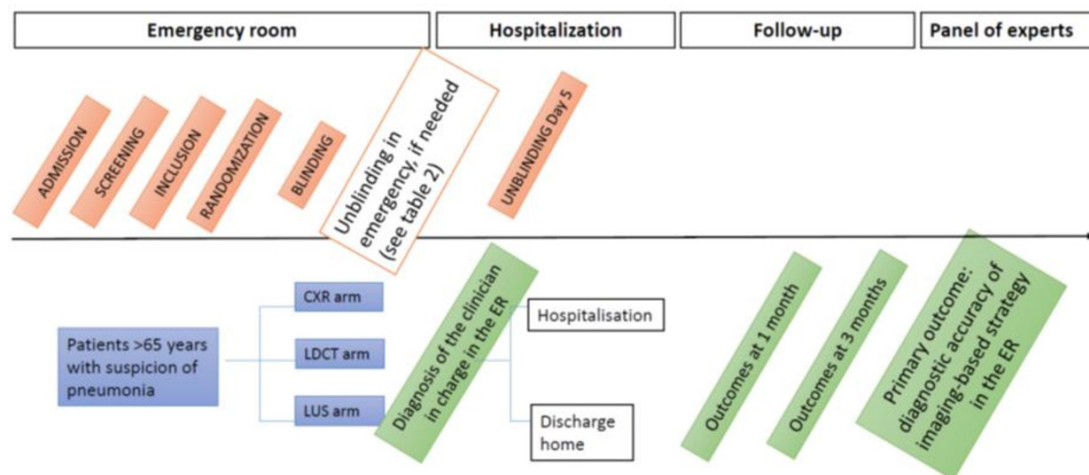 Emergency room
Hospitalization
Follow-up
Panel of experts
ADMISSION
SCREENING
INCLUSION
RANDOMIZATION
BLINDING
Unblinding in
emergency, if needed
(see table 2)
UNBLINDING Day 5
Patients >65 years
with suspicion of
pneumonia
CXR arm
LDCT arm
LUS arm
Diagnosis of the clinician
in charge in the ER
Hospitalisation
Discharge
home
Outcomes at 1 month
Outcomes at 3 months
Primary outcome:
diagnostic accuracy of
imaging-based strategy
in the ER